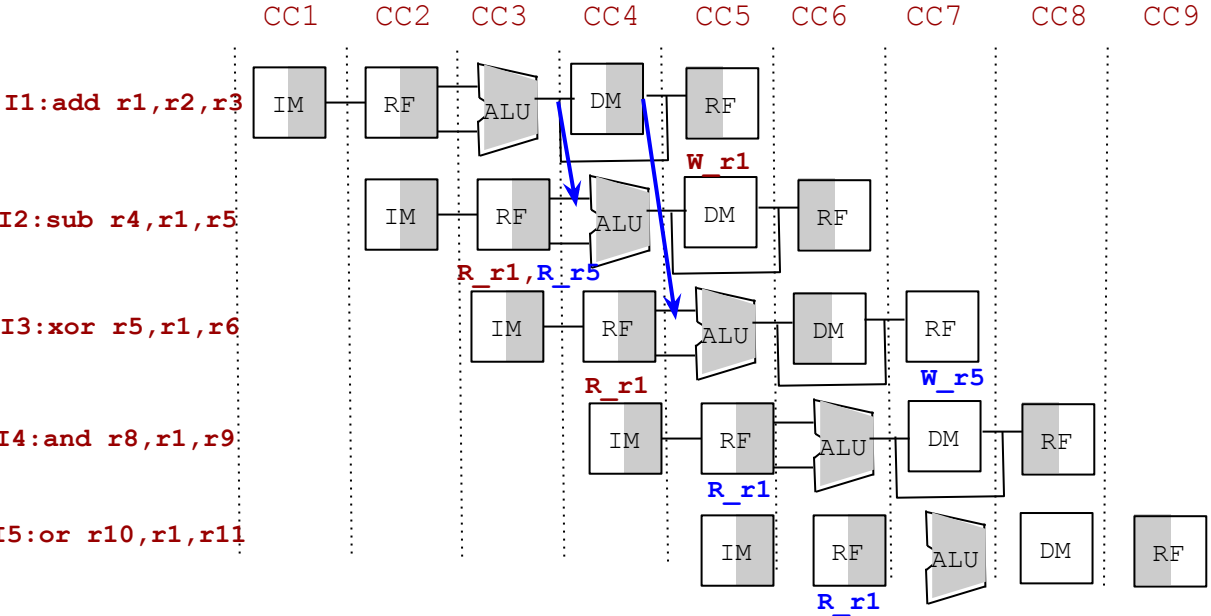 CC1 CC2 CC3 CC4 CC5 CC6 CC7 CC8 CC9
I1:add r1,r2,r3 IM RF ALU DM RF
W_r1
I2:sub r4,r1,r5 IM RF ALU DM RF
R_r1,R_r5
I3:xor r5,r1,r6 IM RF ALU DM RF
R_r1 W_r5
I4:and r8,r1,r9 IM RF ALU DM RF
R_r1
I5:or r10,r1,r11 IM RF ALU DM RF
R_r1